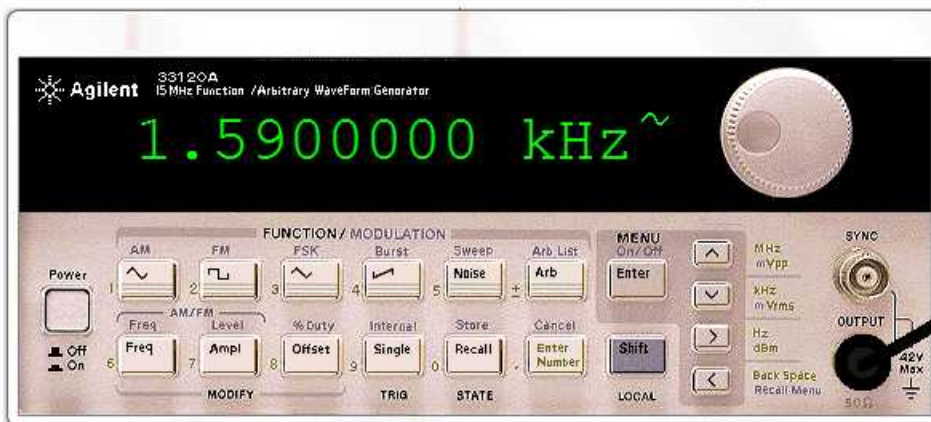 Agilent 33120A
15 MHz Function / Arbitrary WaveForm Genorator
1.5900000 kHz~
FUNCTION / MODULATION
AM FM FSK Burst Sweep Arb List
MENU
On/Off
MHz
mVpp
SYNC
Power
1 2 3 4 5 Noise ± Arb
Enter
kHz
mVrms
AM/FM
Freq Level % Duty Internal Store Cancel
Hz
dBm
OUTPUT
Off
On
6 Freq 7 Ampl 8 Offset 9 Single 0 Recall . Enter Number
Shift
Back Space
Recall Menu
42V
Max
MODIFY TRIG STATE LOCAL
50Ω